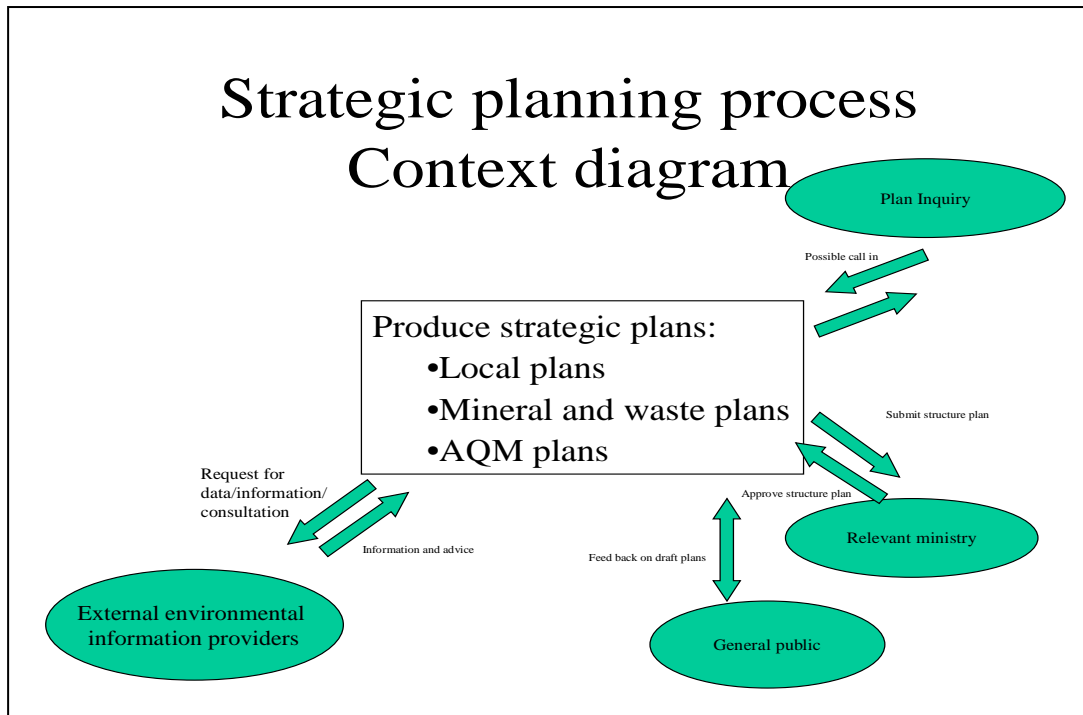 Strategic planning process
Context diagram
Plan Inquiry
Possible call in
Produce strategic plans:
•Local plans
•Mineral and waste plans
•AQM plans
Submit structure plan
Request for
data/information/
consultation
Approve structure plan
Relevant ministry
Information and advice
Feed back on draft plans
External environmental
information providers
General public